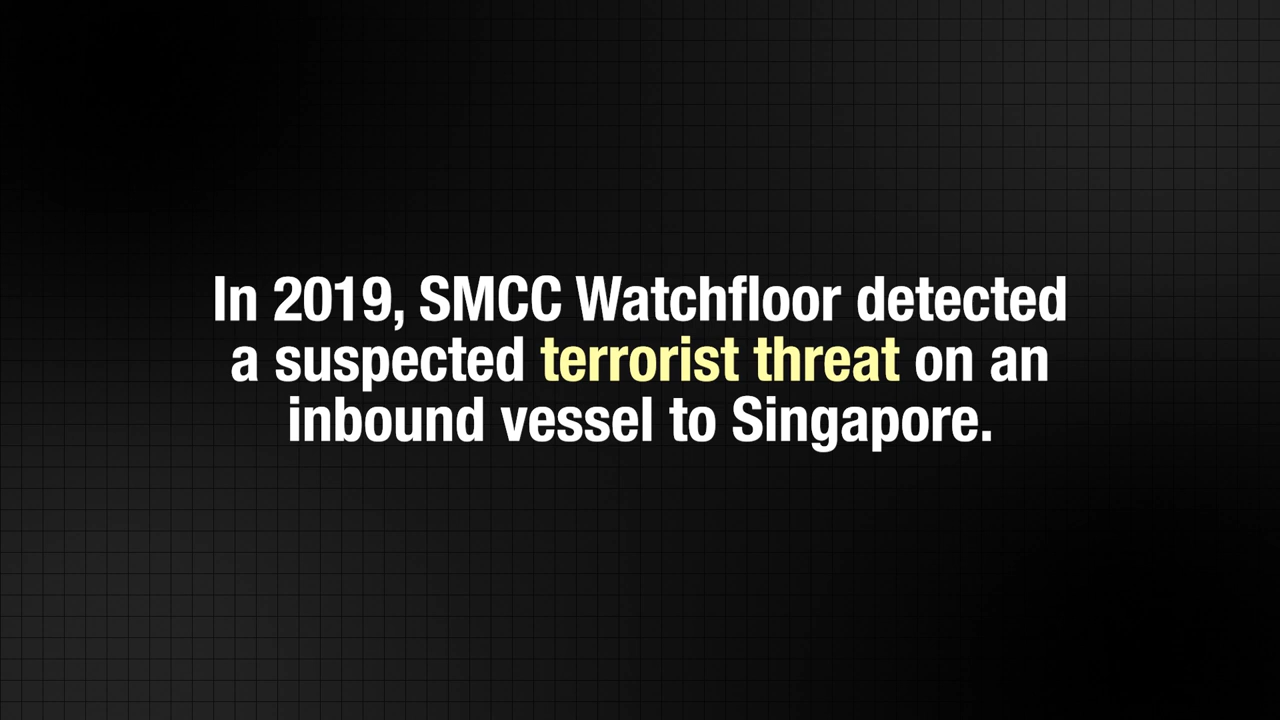 In 2019, SMCC Watchfloor detected
a suspected terrorist threat on an
inbound vessel to Singapore.